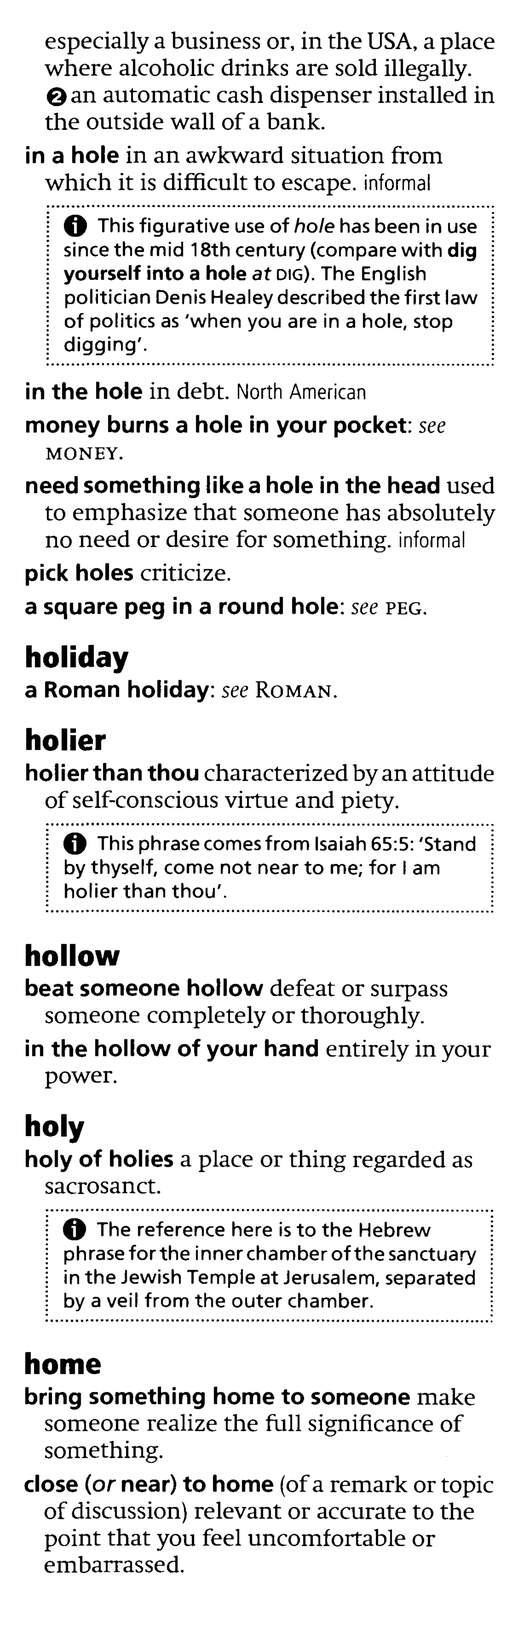 especially a business or, in the USA, a place
where alcoholic drinks are sold illegally.
❷ an automatic cash dispenser installed in
the outside wall of a bank.
in a hole in an awkward situation from
which it is difficult to escape. informal
ℹ This figurative use of hole has been in use
since the mid 18th century (compare with dig
yourself into a hole at DIG). The English
politician Denis Healey described the first law
of politics as ‘when you are in a hole, stop
digging’.
in the hole in debt. North American
money burns a hole in your pocket: see
MONEY.
need something like a hole in the head used
to emphasize that someone has absolutely
no need or desire for something. informal
pick holes criticize.
a square peg in a round hole: see PEG.
holiday
a Roman holiday: see ROMAN.
holier
holier than thou characterized by an attitude
of self-conscious virtue and piety.
ℹ This phrase comes from Isaiah 65:5: ‘Stand
by thyself, come not near to me; for I am
holier than thou’.
hollow
beat someone hollow defeat or surpass
someone completely or thoroughly.
in the hollow of your hand entirely in your
power.
holy
holy of holies a place or thing regarded as
sacrosanct.
ℹ The reference here is to the Hebrew
phrase for the inner chamber of the sanctuary
in the Jewish Temple at Jerusalem, separated
by a veil from the outer chamber.
home
bring something home to someone make
someone realize the full significance of
something.
close (or near) to home (of a remark or topic
of discussion) relevant or accurate to the
point that you feel uncomfortable or
embarrassed.